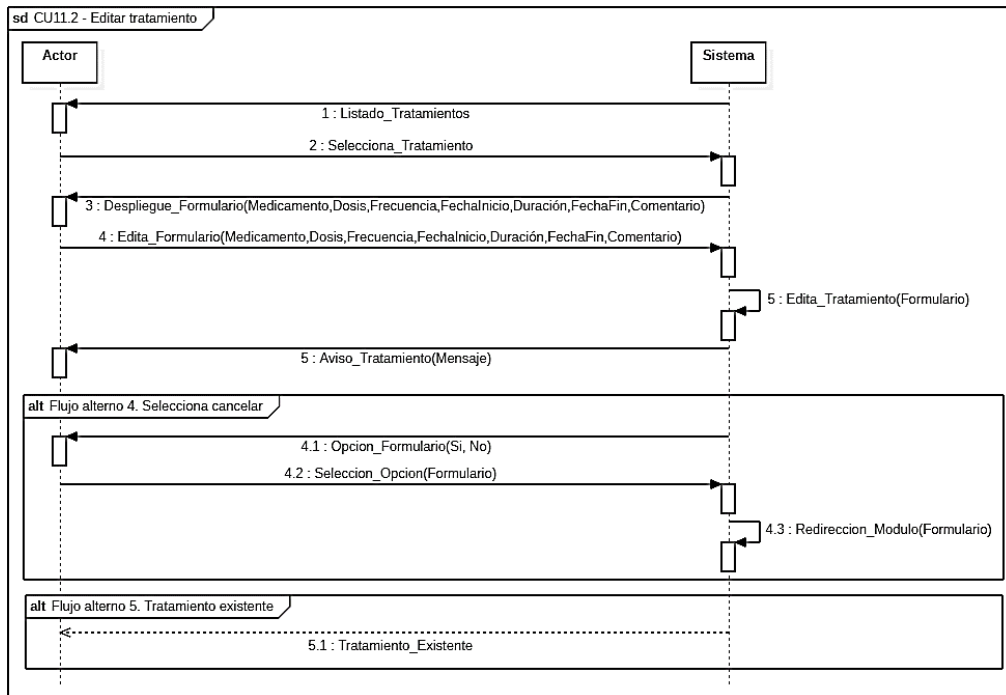 sd CU11.2 - Editar tratamiento
Actor
Sistema
1 : Listado_Tratamientos
2 : Selecciona_Tratamiento
3 : Despliegue_Formulario(Medicamento,Dosis,Frecuencia,FechaInicio,Duración,FechaFin,Comentario)
4 : Edita_Formulario(Medicamento,Dosis,Frecuencia,FechaInicio,Duración,FechaFin,Comentario)
5 : Edita_Tratamiento(Formulario)
5 : Aviso_Tratamiento(Mensaje)
alt Flujo alterno 4. Selecciona cancelar
4.1 : Opcion_Formulario(Si, No)
4.2 : Seleccion_Opcion(Formulario)
4.3 : Redireccion_Modulo(Formulario)
alt Flujo alterno 5. Tratamiento existente
5.1 : Tratamiento_Existente